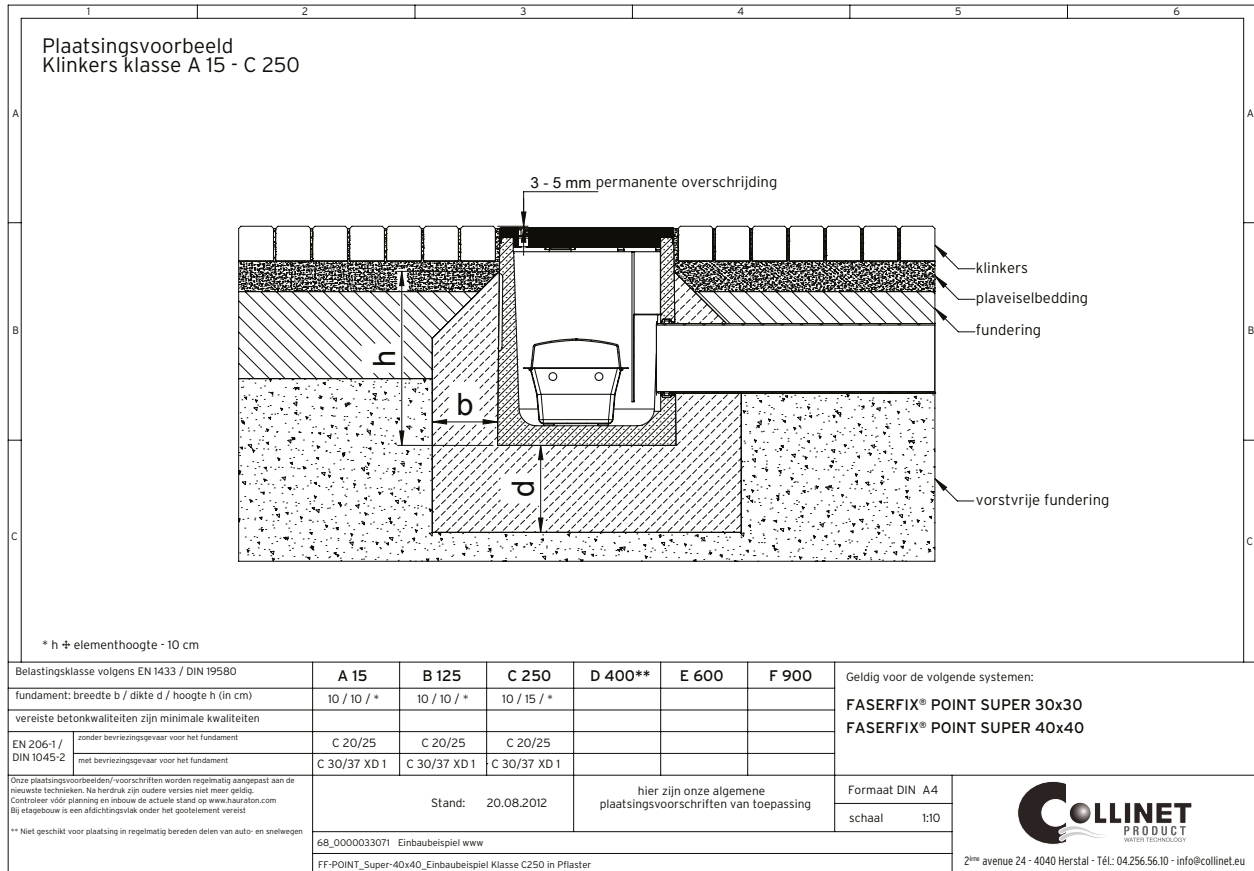 1 2 3 4 5 6
Plaatsingsvoorbeeld
Klinkers klasse A 15 - C 250
A A
3 - 5 mm permanente overschrijding
klinkers
plaveiselbedding
B fundering B
h
b
d
vorstvrije fundering
C C
* h ÷ elementhoogte - 10 cm
Belastingsklasse volgens EN 1433 / DIN 19580 A 15 B 125 C 250 D 400** E 600 F 900
fundament: breedte b / dikte d / hoogte h (in cm) 10 / 10 / * 10 / 10 / * 10 / 15 / *
vereiste betonkwaliteiten zijn minimale kwaliteiten
EN 206-1 /
DIN 1045-2
zonder bevriezingsgevaar voor het fundament C 20/25 C 20/25 C 20/25
met bevriezingsgevaar voor het fundament C 30/37 XD 1 C 30/37 XD 1 C 30/37 XD 1
Geldig voor de volgende systemen:
FASERFIX® POINT SUPER 30x30
FASERFIX® POINT SUPER 40x40
Onze plaatsingsvoorbeelden/-voorschriften worden regelmatig aangepast aan de
nieuwste technieken. Na herdruk zijn oudere versies niet meer geldig.
Controleer vóór planning en inbouw de actuele stand op www.hauraton.com
Bij etagebouw is een afdichtingsvlak onder het gootelement vereist
** Niet geschikt voor plaatsing in regelmatig bereden delen van auto- en snelwegen
Stand: 20.08.2012
hier zijn onze algemene
plaatsingsvoorschriften van toepassing
68_0000033071 Einbaubeispiel www
FF-POINT_Super-40x40_Einbaubeispiel Klasse C250 in Pflaster
Formaat DIN A4
schaal 1:10
COLLINET
PRODUCT
WATER TECHNOLOGY
2ème avenue 24 - 4040 Herstal - Tél.: 04.256.56.10 - info@collinet.eu